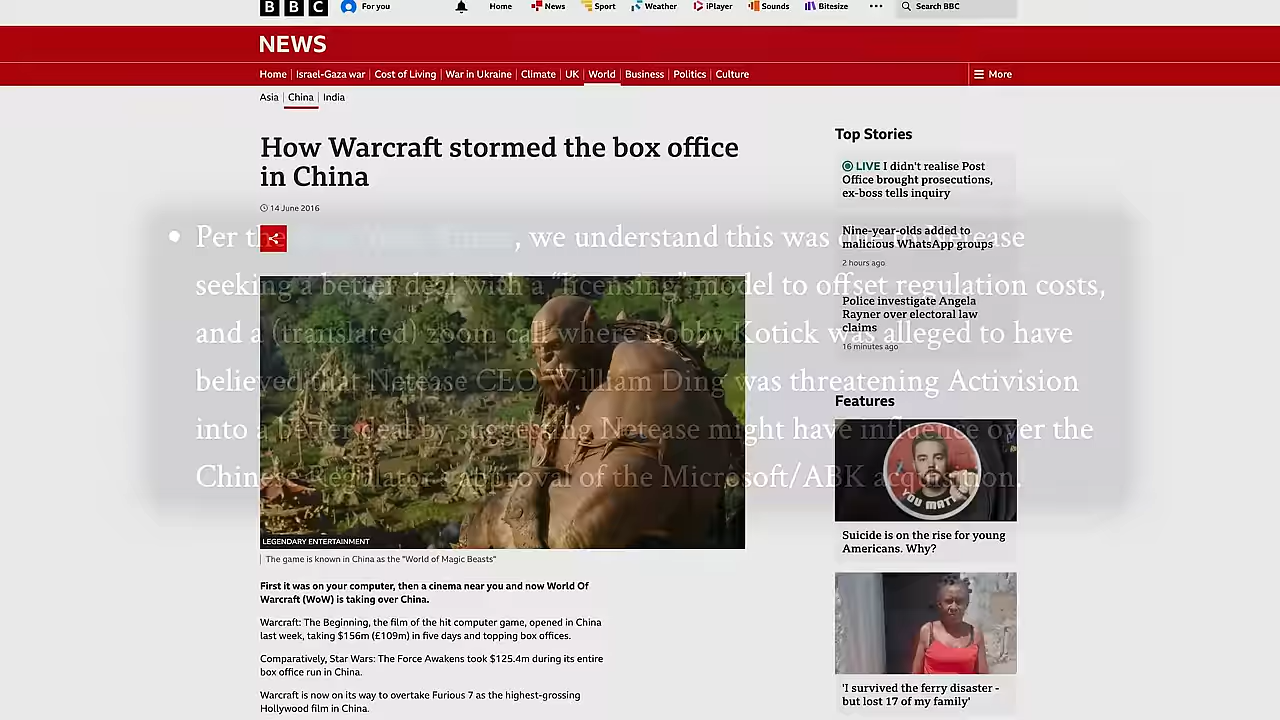 BBC
For you
Home
News
Sport
Weather
iPlayer
Sounds
Bitesize
Search BBC
NEWS
Home
Israel-Gaza war
Cost of Living
War in Ukraine
Climate
UK
World
Business
Politics
Culture
More
Asia
China
India
How Warcraft stormed the box office
in China
14 June 2016
• Per the , we understand this was
seeking a better deal with a "licensing" model to offset regulation costs,
and a (translated) zoom call where Bobby Kotick was alleged to have
believed that Netease CEO William Ding was threatening Activision
into a better deal by suggesting Netease might have influence over the
Chinese Regulator's approval of the Microsoft/ABK acquisition.
LEGENDARY ENTERTAINMENT
The game is known in China as the "World of Magic Beasts"
First it was on your computer, then a cinema near you and now World Of
Warcraft (WoW) is taking over China.
Warcraft: The Beginning, the film of the hit computer game, opened in China
last week, taking $156m (£109m) in five days and topping box offices.
Comparatively, Star Wars: The Force Awakens took $125.4m during its entire
box office run in China.
Warcraft is now on its way to overtake Furious 7 as the highest-grossing
Hollywood film in China.
Top Stories
LIVE I didn't realise Post
Office brought prosecutions,
ex-boss tells inquiry
Nine-year-olds added to
malicious WhatsApp groups
2 hours ago
Police investigate Angela
Rayner over electoral law
claims
16 minutes ago
Features
YOU MATT
Suicide is on the rise for young
Americans. Why?
'I survived the ferry disaster -
but lost 17 of my family'